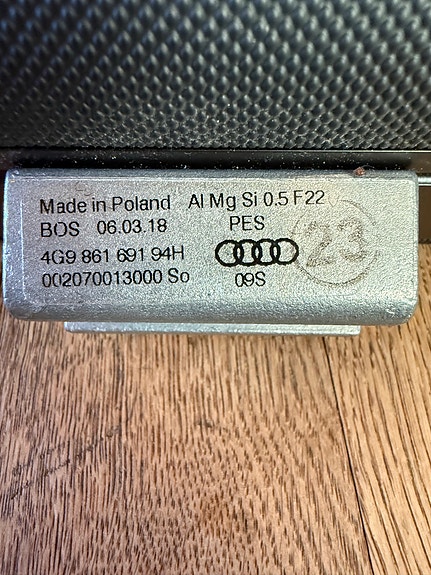 Made in Poland Al Mg Si 0.5 F22
BOS 06.03.18 PES
4G9 861 691 94H
002070013000 So 09S
23